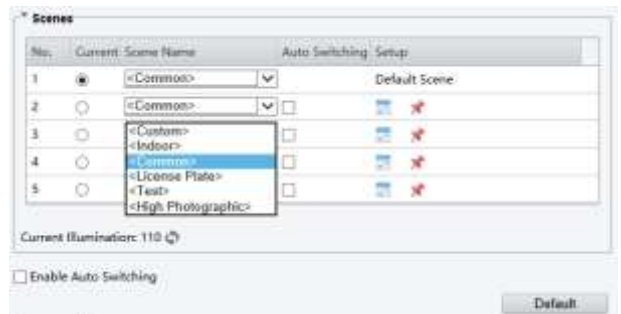 Scenes
No. Current Scene Name Auto Switching Setup
1 <Common> Default Scene
2 <Common>
3 <Custom>
<Indoor>
4 <Common>
<License Plate>
5 <Test>
<High Photographic>
Current Illumination: 110
Enable Auto Switching
Default